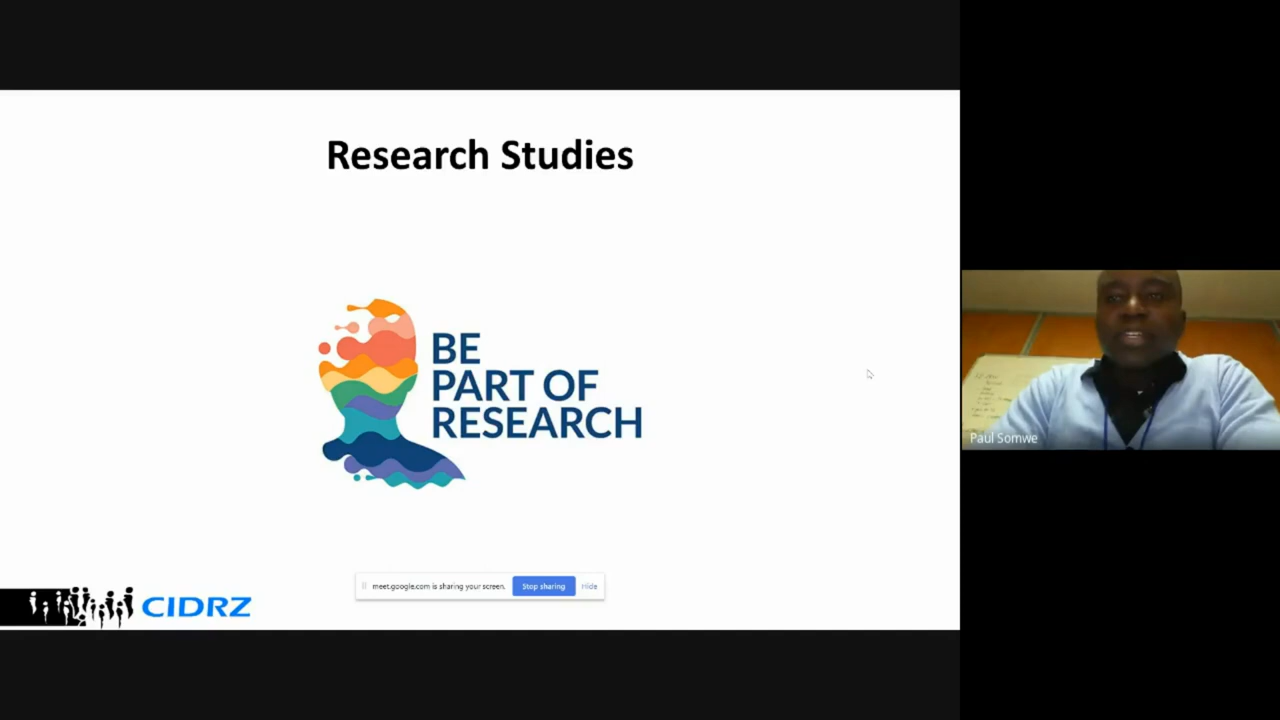 Research Studies
BE
PART OF
RESEARCH
meet.google.com is sharing your screen.
Stop sharing
Hide
CIDRZ
Paul Somwe